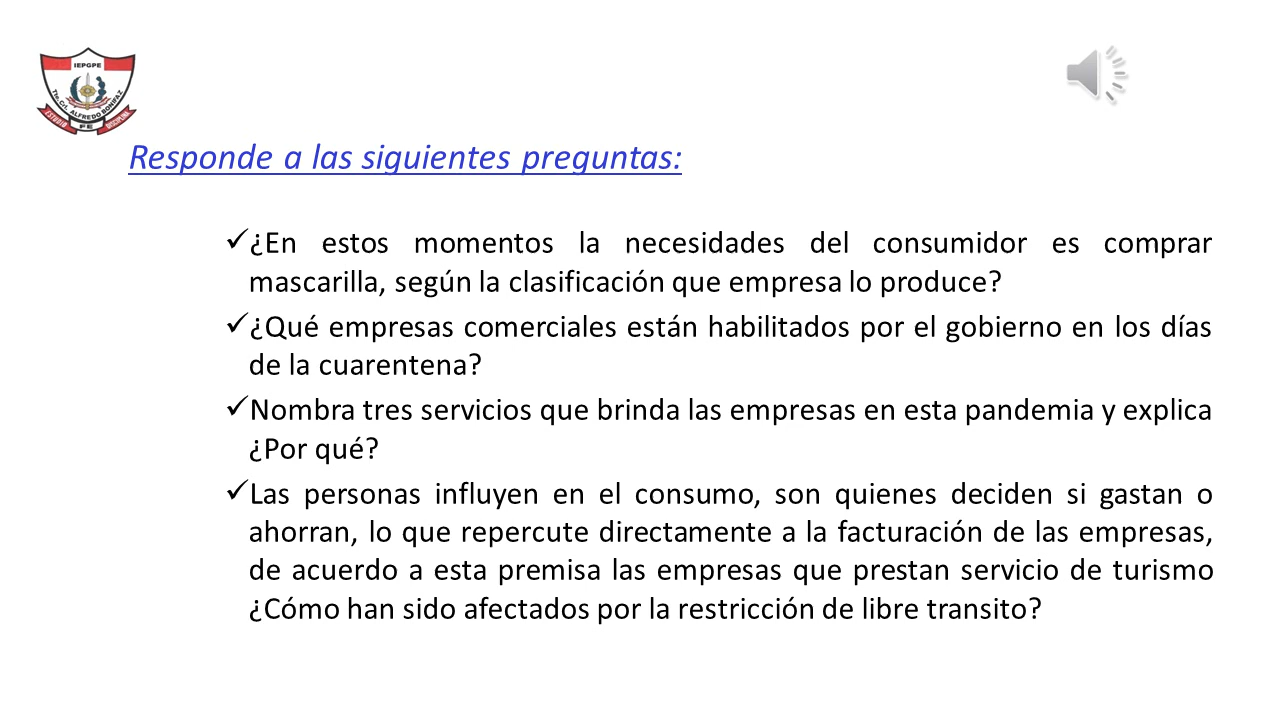 IEPGPE
Tte. Crl. ALFREDO BONIFAZ
ESTUDIO FE DISCIPLINA
Responde a las siguientes preguntas:
✓¿En estos momentos la necesidades del consumidor es comprar
mascarilla, según la clasificación que empresa lo produce?
✓¿Qué empresas comerciales están habilitados por el gobierno en los días
de la cuarentena?
✓Nombra tres servicios que brinda las empresas en esta pandemia y explica
¿Por qué?
✓Las personas influyen en el consumo, son quienes deciden si gastan o
ahorran, lo que repercute directamente a la facturación de las empresas,
de acuerdo a esta premisa las empresas que prestan servicio de turismo
¿Cómo han sido afectados por la restricción de libre transito?